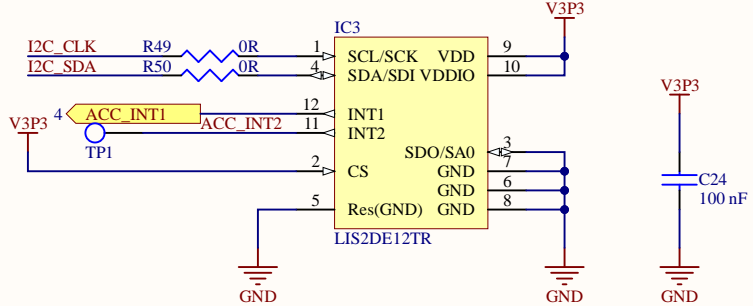 IC3
V3P3
I2C_CLK R49 0R 1 SCL/SCK VDD 9
I2C_SDA R50 0R 4 SDA/SDI VDDIO 10
V3P3
4 ACC_INT1 12 INT1
V3P3 ACC_INT2 11 INT2
TP1
SDO/SA0 3
2 CS GND 7
GND 6
5 Res(GND) GND 8
C24
100 nF
LIS2DE12TR
GND
GND
GND